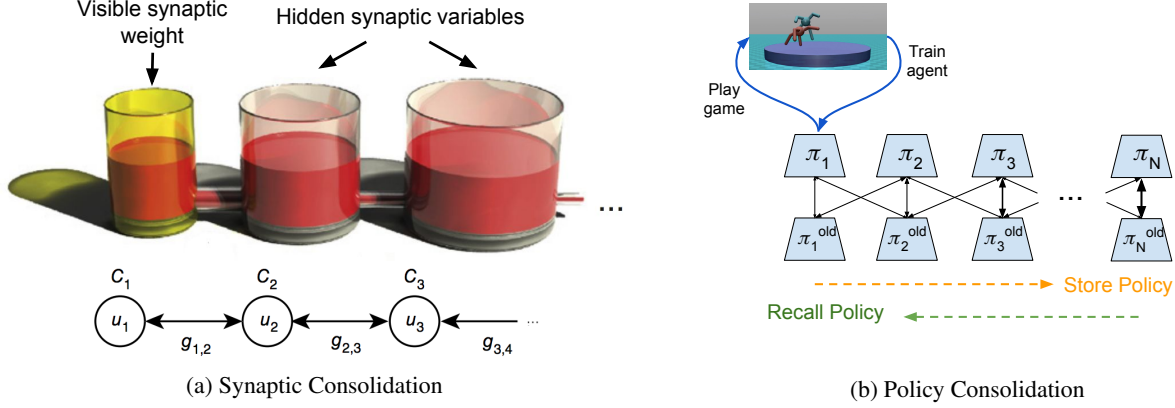 Visible synaptic
weight
Hidden synaptic variables
...
C1 C2 C3
u1 u2 u3 ...
g1,2 g2,3 g3,4
(a) Synaptic Consolidation
Play
game
Train
agent
π1 π2 π3 πN
...
π1old π2old π3old πNold
Store Policy
Recall Policy
(b) Policy Consolidation